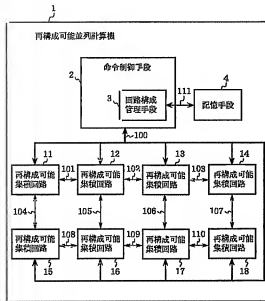 1
再構成可能並列計算機
命令制御手段
2
3
回路構成
管理手段
111
4
記憶手段
100
11
12
13
14
再構成可能
集積回路
101
再構成可能
集積回路
102
再構成可能
集積回路
103
再構成可能
集積回路
104
105
106
107
再構成可能
集積回路
108
再構成可能
集積回路
109
再構成可能
集積回路
110
再構成可能
集積回路
15
16
17
18